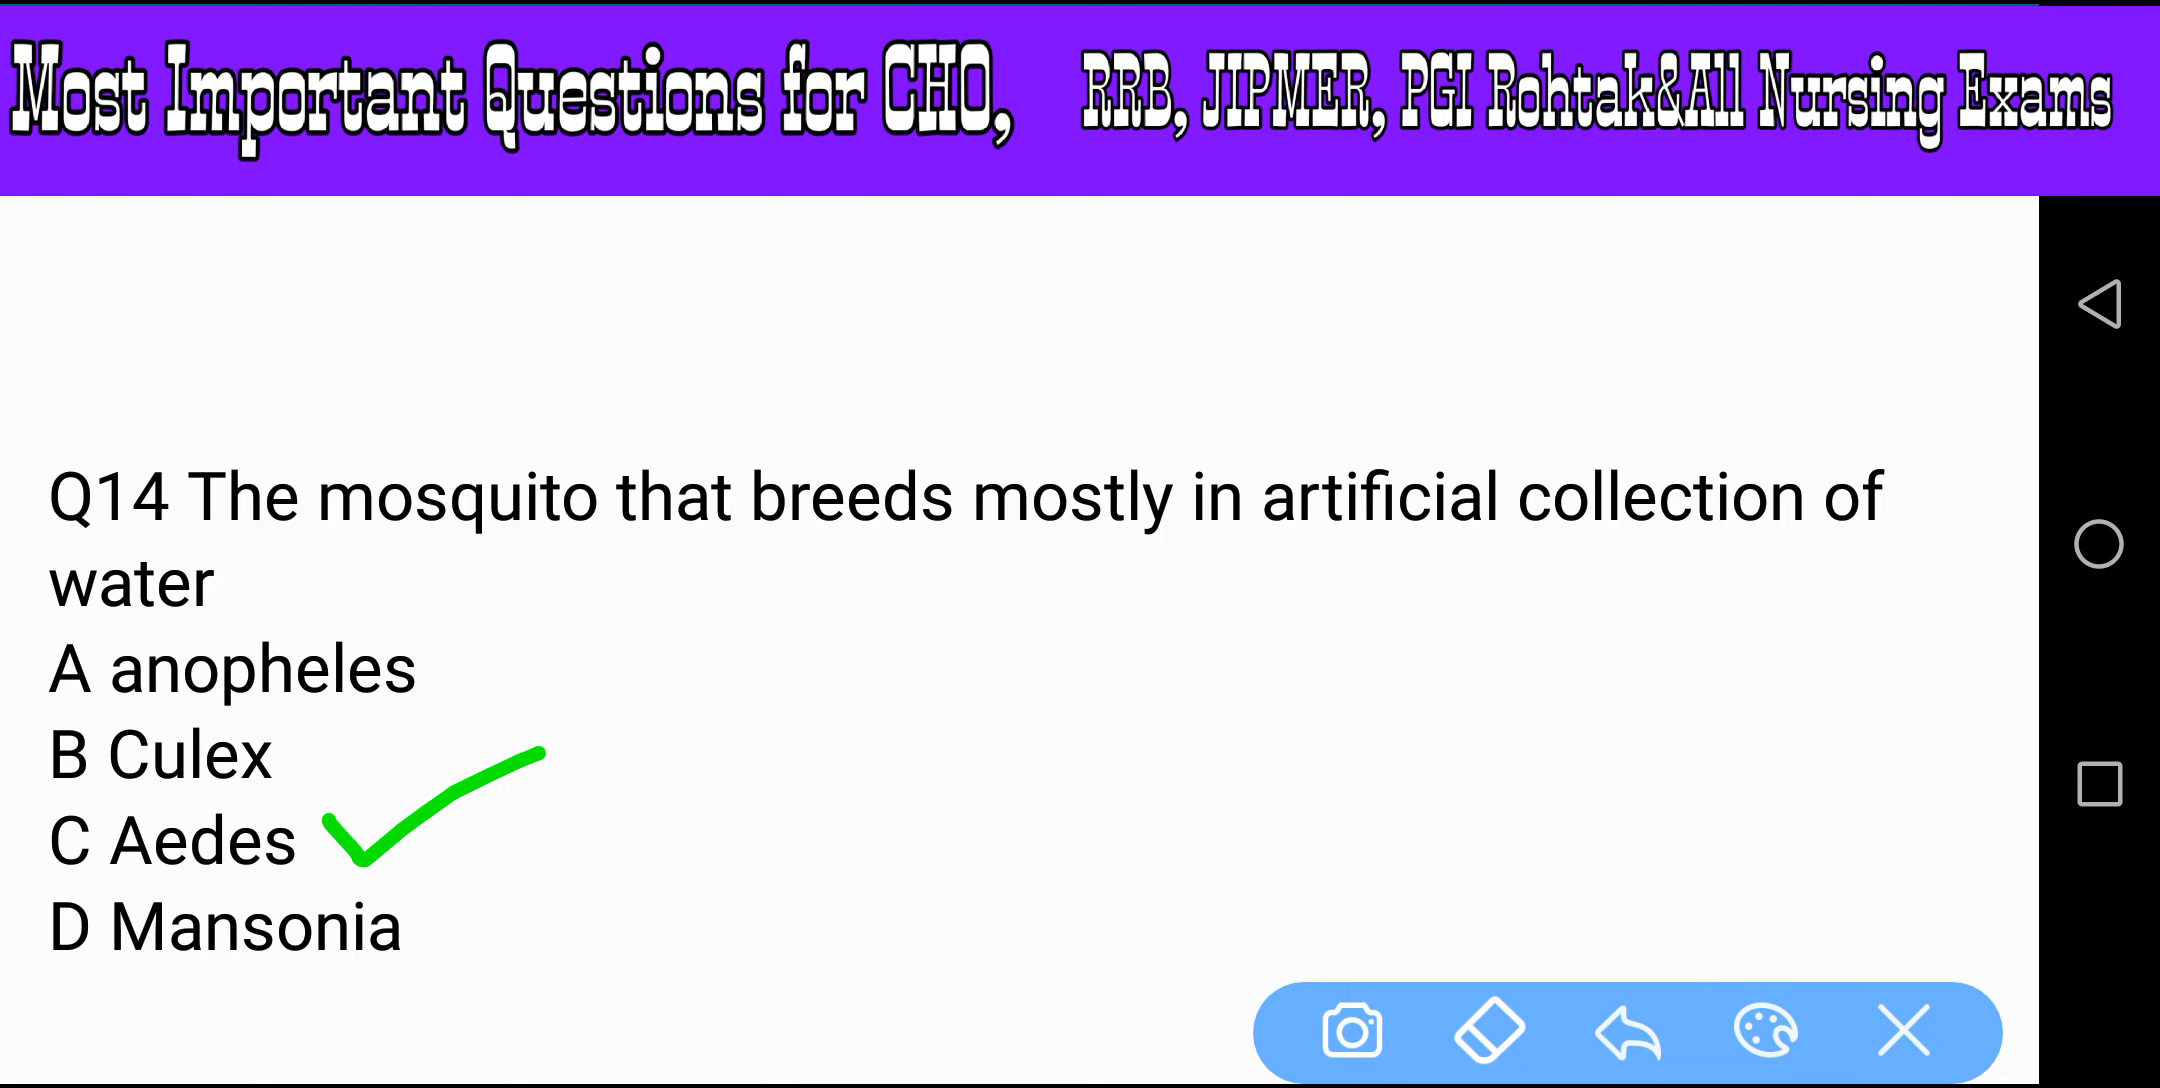 Most Important Questions for CHO, RRB, JIPMER, PGI Rohtak&All Nursing Exams
Q14 The mosquito that breeds mostly in artificial collection of
water
A anopheles
B Culex
C Aedes
D Mansonia